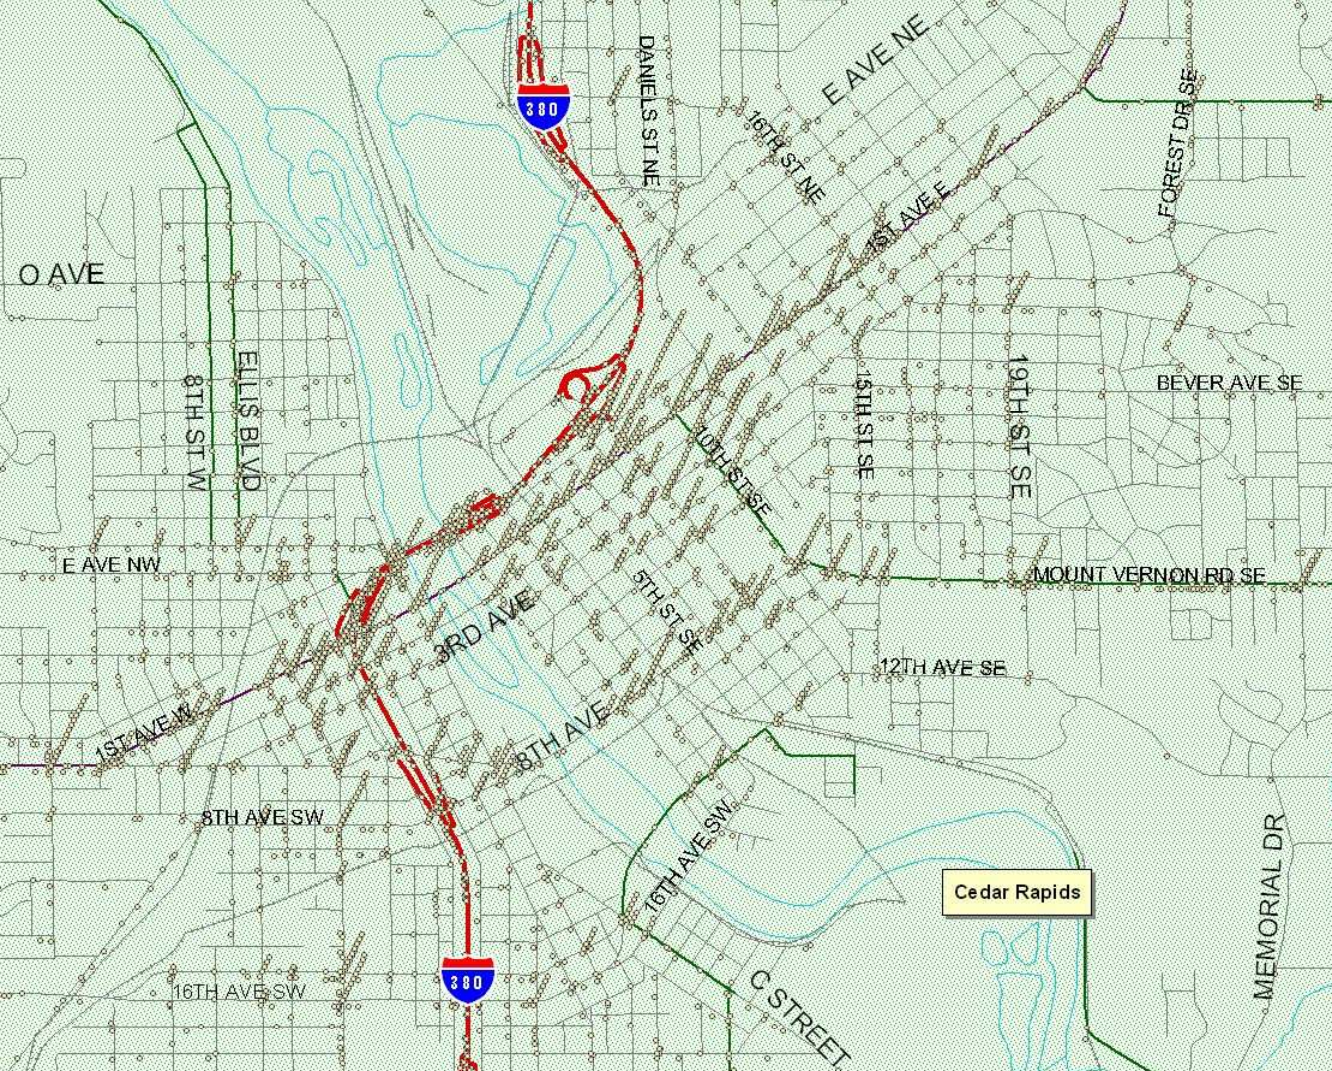 380
DANIELS ST NE
E AVE NE
16TH ST NE
FOREST DR SE
1ST AVE E
O AVE
8TH ST W
ELLIS BLVD
15TH ST SE
19TH ST SE
BEVER AVE SE
10TH ST SE
E AVE NW
5TH ST SE
MOUNT VERNON RD SE
3RD AVE
12TH AVE SE
1ST AVE W
8TH AVE
8TH AVE SW
16TH AVE SW
Cedar Rapids
MEMORIAL DR
380
16TH AVE SW
C STREET